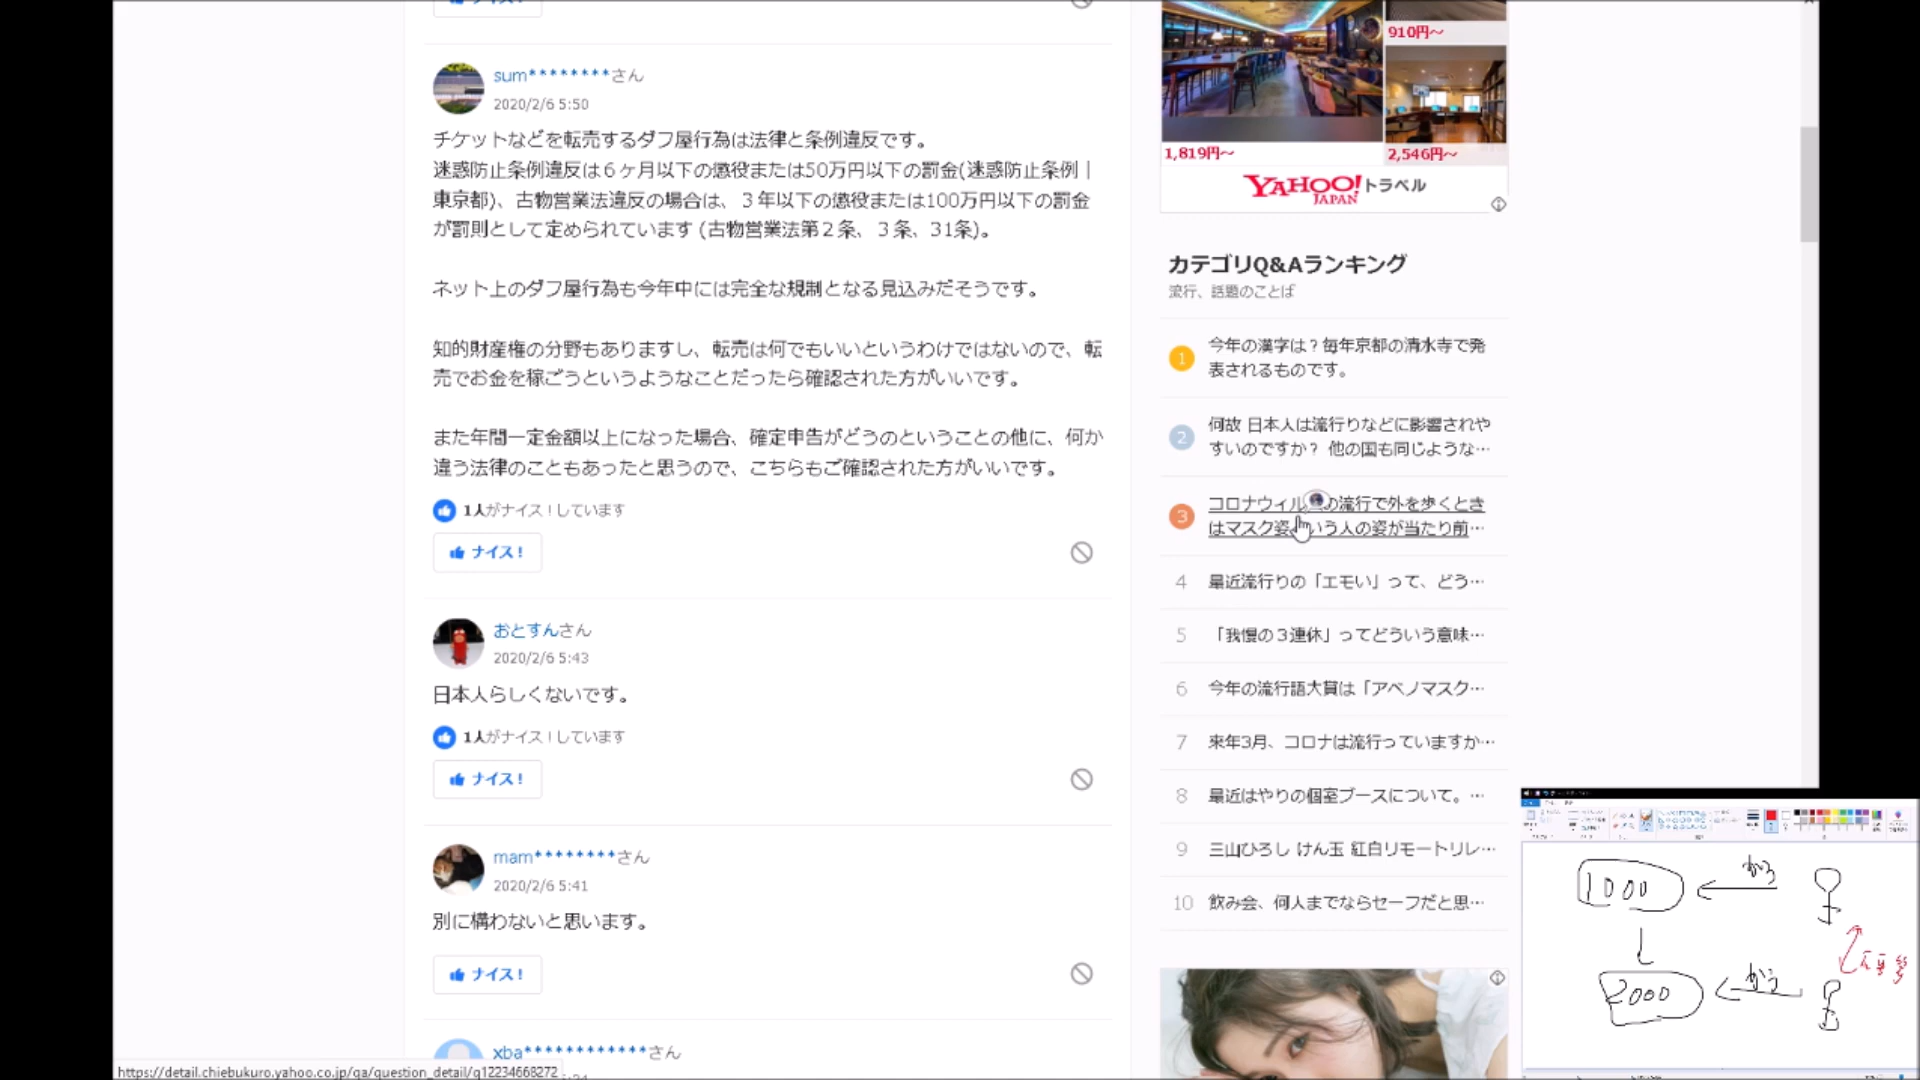 ナイス！
sum********さん
2020/2/6 5:50
チケットなどを転売するダフ屋行為は法律と条例違反です。
迷惑防止条例違反は６ヶ月以下の懲役または50万円以下の罰金(迷惑防止条例｜
東京都)、古物営業法違反の場合は、３年以下の懲役または100万円以下の罰金
が罰則として定められています (古物営業法第２条、３条、31条)。
ネット上のダフ屋行為も今年中には完全な規制となる見込みだそうです。
知的財産権の分野もありますし、転売は何でもいいというわけではないので、転
売でお金を稼ごうというようなことだったら確認された方がいいです。
また年間一定金額以上になった場合、確定申告がどうのということの他に、何か
違う法律のこともあったと思うので、こちらもご確認された方がいいです。
1人がナイス！しています
ナイス！
おとすんさん
2020/2/6 5:43
日本人らしくないです。
1人がナイス！しています
ナイス！
mam********さん
2020/2/6 5:41
別に構わないと思います。
ナイス！
xba************さん
https://detail.chiebukuro.yahoo.co.jp/qa/question_detail/q12234668272
910円〜
1,819円〜
2,546円〜
YAHOO!トラベル
JAPAN
カテゴリQ&Aランキング
流行、話題のことば
1 今年の漢字は？毎年京都の清水寺で発
表されるものです。
2 何故 日本人は流行りなどに影響されや
すいのですか？ 他の国も同じような…
3 コロナウィル の流行で外を歩くとき
はマスク姿 いう人の姿が当たり前…
4 最近流行りの「エモい」って、どう…
5 「我慢の３連休」ってどういう意味…
6 今年の流行語大賞は「アベノマスク…
7 来年3月、コロナは流行っていますか…
8 最近はやりの個室ブースについて。…
9 三山ひろし けん玉 紅白リモートリレ…
10 飲み会、何人までならセーフだと思…
1000
2000